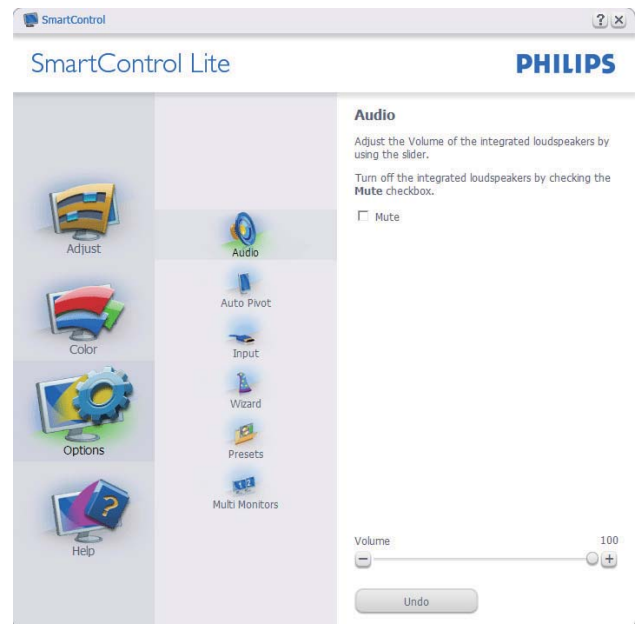 SmartControl
SmartControl Lite
PHILIPS
Adjust
Color
Options
Help
Audio
Auto Pivot
Input
Wizard
Presets
1 2
Multi Monitors
Audio
Adjust the Volume of the integrated loudspeakers by
using the slider.
Turn off the integrated loudspeakers by checking the
Mute checkbox.
Mute
Volume 100
Undo